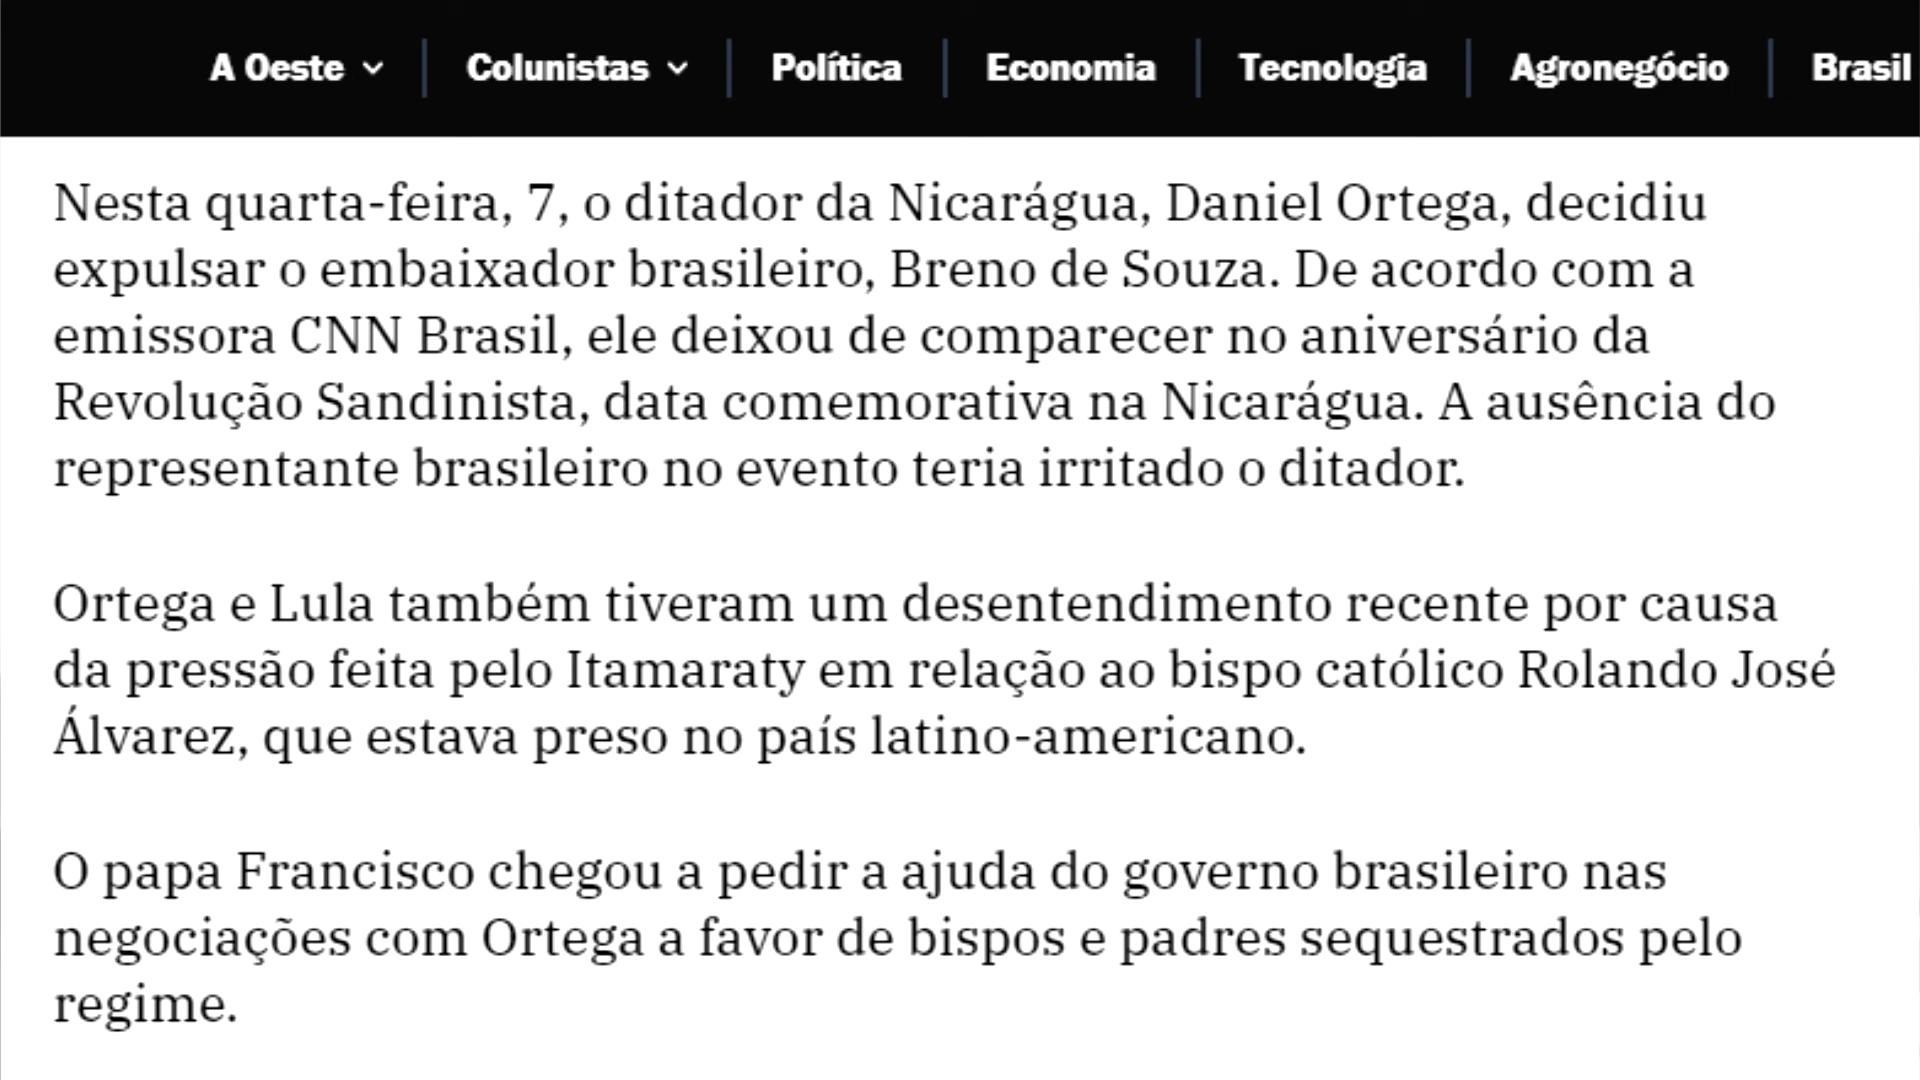 A Oeste
Colunistas
Política
Economia
Tecnologia
Agronegócio
Brasil
Nesta quarta-feira, 7, o ditador da Nicarágua, Daniel Ortega, decidiu
expulsar o embaixador brasileiro, Breno de Souza. De acordo com a
emissora CNN Brasil, ele deixou de comparecer no aniversário da
Revolução Sandinista, data comemorativa na Nicarágua. A ausência do
representante brasileiro no evento teria irritado o ditador.
Ortega e Lula também tiveram um desentendimento recente por causa
da pressão feita pelo Itamaraty em relação ao bispo católico Rolando José
Álvarez, que estava preso no país latino-americano.
O papa Francisco chegou a pedir a ajuda do governo brasileiro nas
negociações com Ortega a favor de bispos e padres sequestrados pelo
regime.